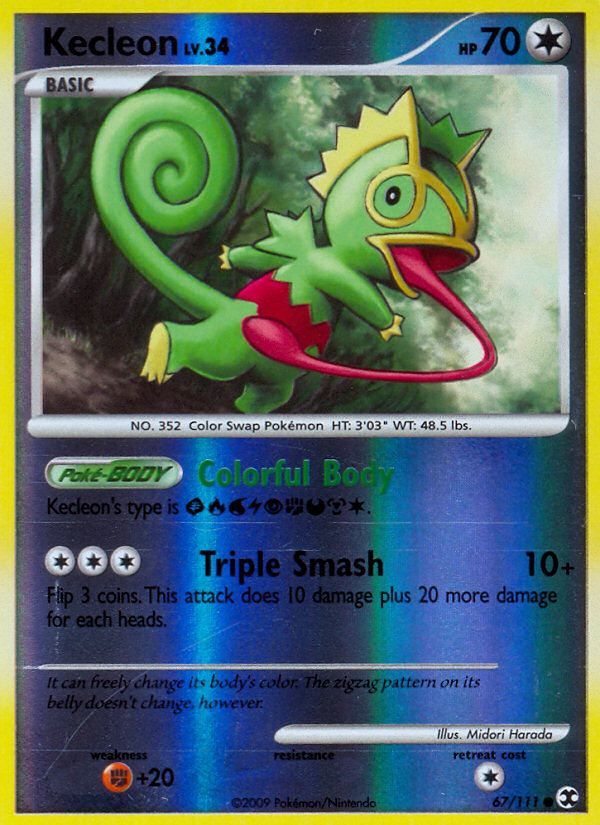 Kecleon LV.34 HP 70
BASIC
NO. 352 Color Swap Pokémon HT: 3'03" WT: 48.5 lbs.
Poké-BODY Colorful Body
Kecleon's type is
Triple Smash 10+
Flip 3 coins. This attack does 10 damage plus 20 more damage
for each heads.
It can freely change its body's color. The zigzag pattern on its
belly doesn't change, however.
Illus. Midori Harada
weakness resistance retreat cost
+20
©2009 Pokémon/Nintendo 67/111